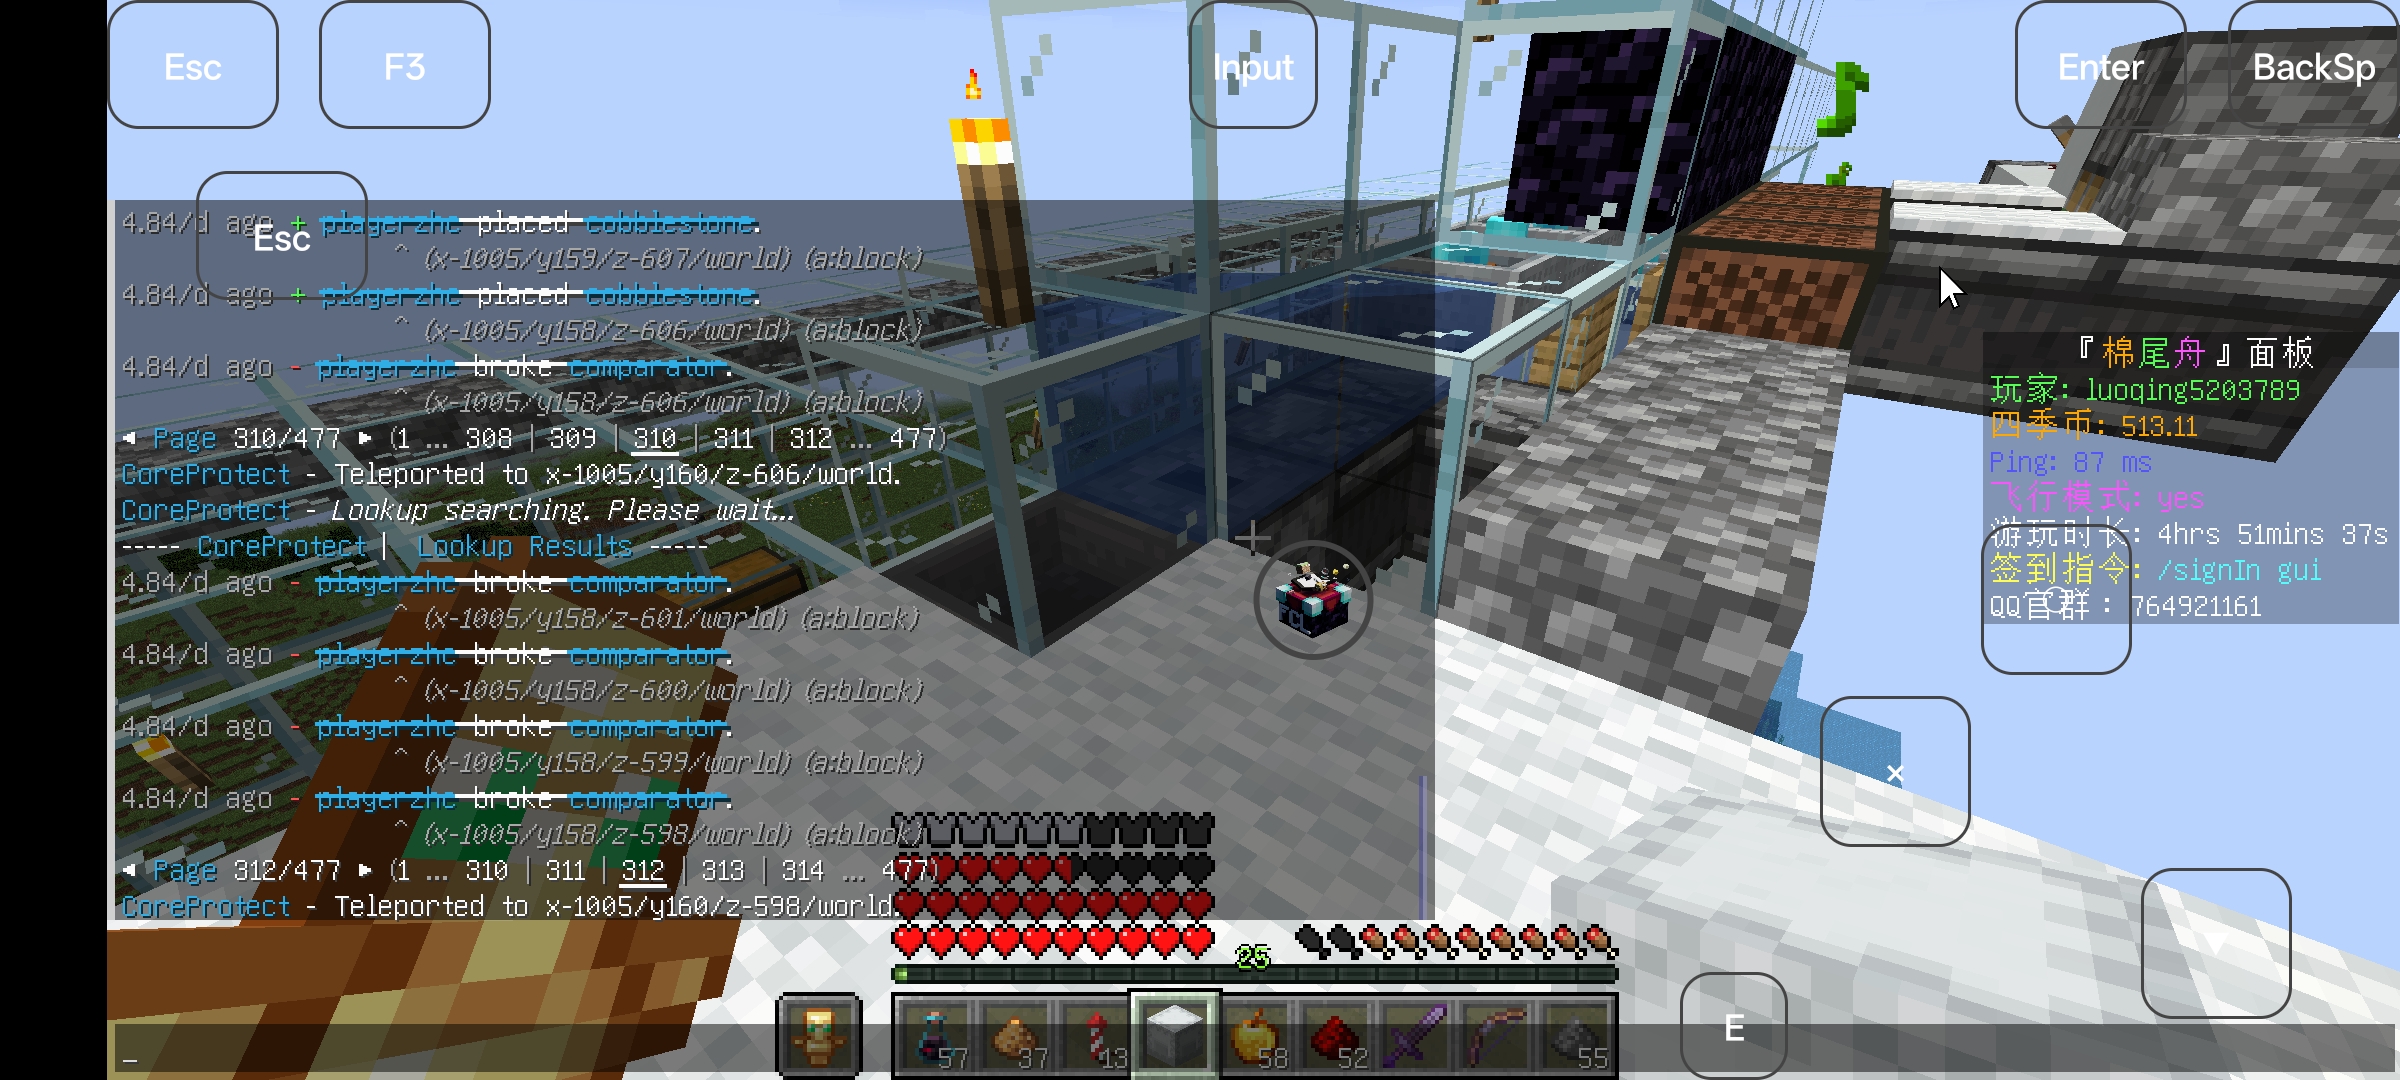 Esc
F3
Input
Enter
BackSp
Esc
4.84/d ago + playerzhc placed cobblestone.
^ (x-1005/y159/z-607/world) (a:block)
4.84/d ago + playerzhc placed cobblestone.
^ (x-1005/y158/z-606/world) (a:block)
4.84/d ago - playerzhc broke comparator.
^ (x-1005/y158/z-606/world) (a:block)
◀ Page 310/477 ▶ (1 ... 308 | 309 | 310 | 311 | 312 ... 477)
CoreProtect - Teleported to x-1005/y160/z-606/world.
CoreProtect - Lookup searching. Please wait...
----- CoreProtect | Lookup Results -----
4.84/d ago - playerzhc broke comparator.
^ (x-1005/y158/z-601/world) (a:block)
4.84/d ago - playerzhc broke comparator.
^ (x-1005/y158/z-600/world) (a:block)
4.84/d ago - playerzhc broke comparator.
^ (x-1005/y158/z-599/world) (a:block)
4.84/d ago - playerzhc broke comparator.
^ (x-1005/y158/z-598/world) (a:block)
◀ Page 312/477 ▶ (1 ... 310 | 311 | 312 | 313 | 314 ... 477)
CoreProtect - Teleported to x-1005/y160/z-598/world.
『棉尾舟』面板
玩家: luoqing5203789
四季币: 513.11
Ping: 87 ms
飞行模式: yes
游玩时长: 4hrs 51mins 37s
签到指令: /signIn gui
QQ官群: 764921161
FCL
×
25
57
37
13
58
52
55
E
_